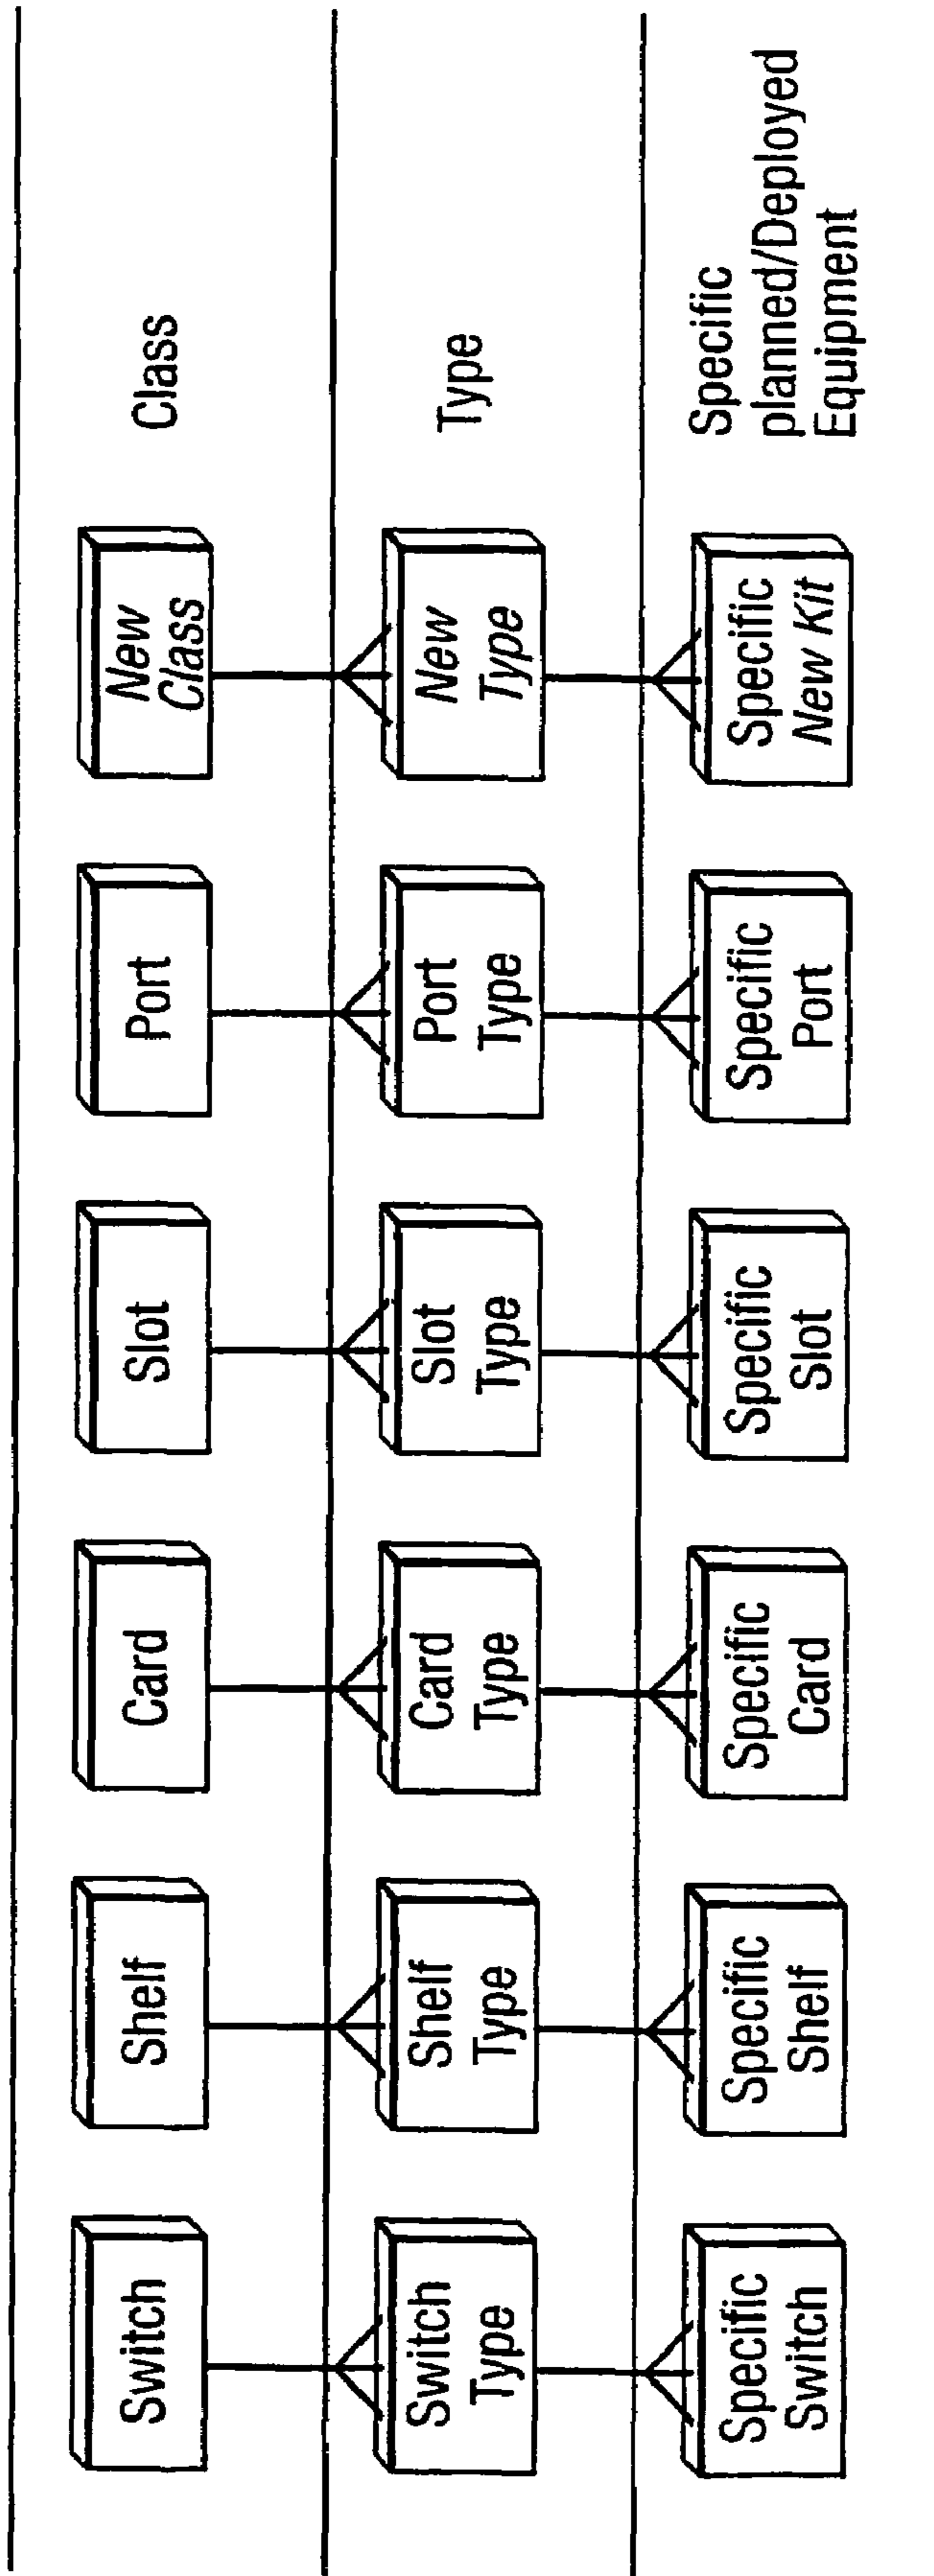 Switch
Shelf
Card
Slot
Port
New
Class
Class
Switch
Type
Shelf
Type
Card
Type
Slot
Type
Port
Type
New
Type
Type
Specific
Switch
Specific
Shelf
Specific
Card
Specific
Slot
Specific
Port
Specific
New Kit
Specific
planned/Deployed
Equipment